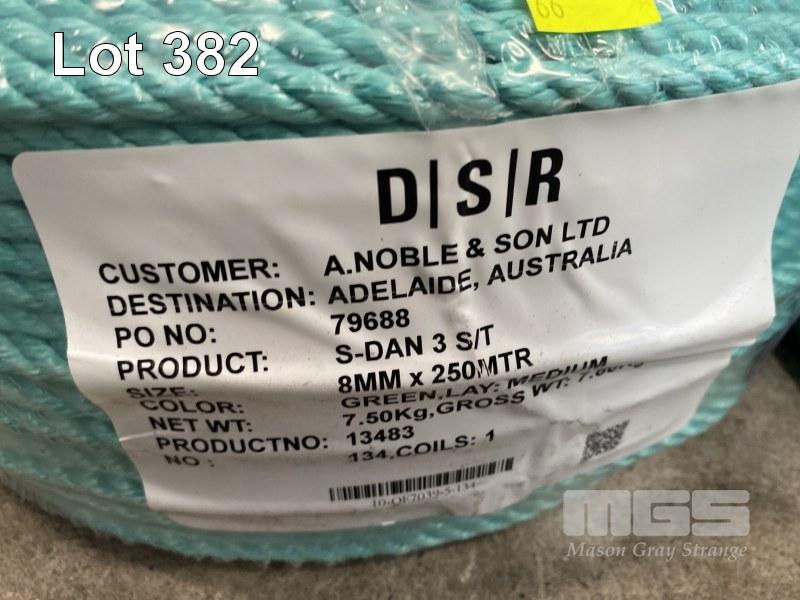 66
Lot 382
D|S|R
CUSTOMER: A.NOBLE & SON LTD
DESTINATION: ADELAIDE, AUSTRALiA
PO NO: 79688
PRODUCT: S-DAN 3 S/T
SIZE: 8MM x 250MTR
COLOR: GREEN,LAY: MEDIUM
NET WT: 7.50Kg,GROSS WT:
PRODUCTNO: 13483
NO : 134,COILS: 1
MGS
Mason Gray Strange